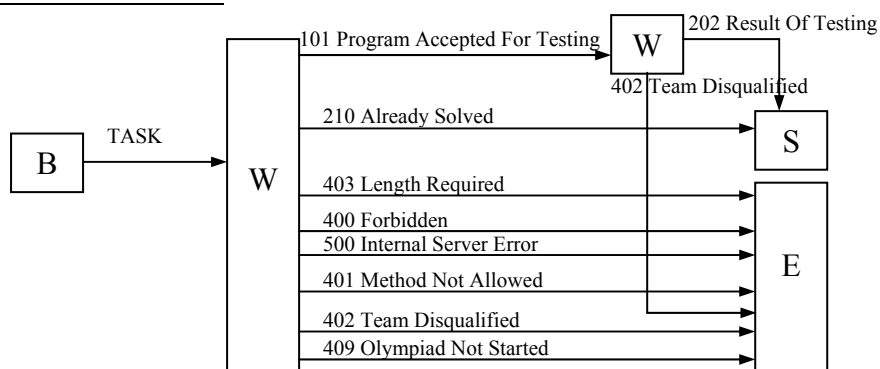 101 Program Accepted For Testing
W
202 Result Of Testing
402 Team Disqualified
210 Already Solved
S
B
TASK
W
403 Length Required
400 Forbidden
500 Internal Server Error
E
401 Method Not Allowed
402 Team Disqualified
409 Olympiad Not Started